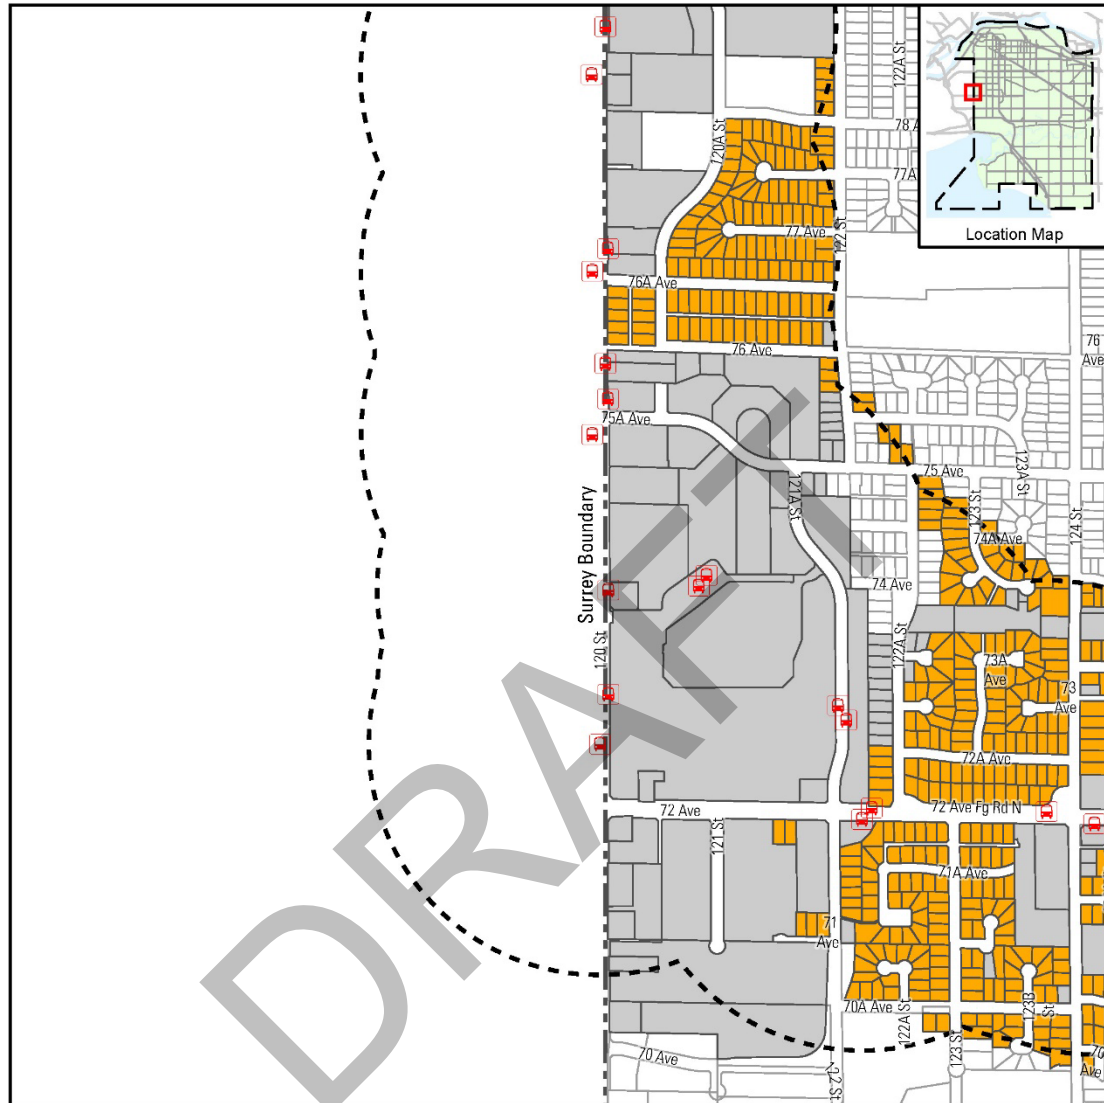 122A St
78 A
120A St
77A
122 St
77 Ave
Location Map
76A Ave
76 Ave
76
Ave
75A Ave
75 Ave
123A St
121A St
123 St
124 St
74A Ave
Surrey Boundary
74 Ave
120 St
122A St
73A
Ave
73
Ave
72A Ave
72 Ave
72 Ave Fg Rd N
121 St
71A Ave
71
Ave
70A Ave
122A St
123B
St
123 St
70 Ave
70
Ave
DRAFT